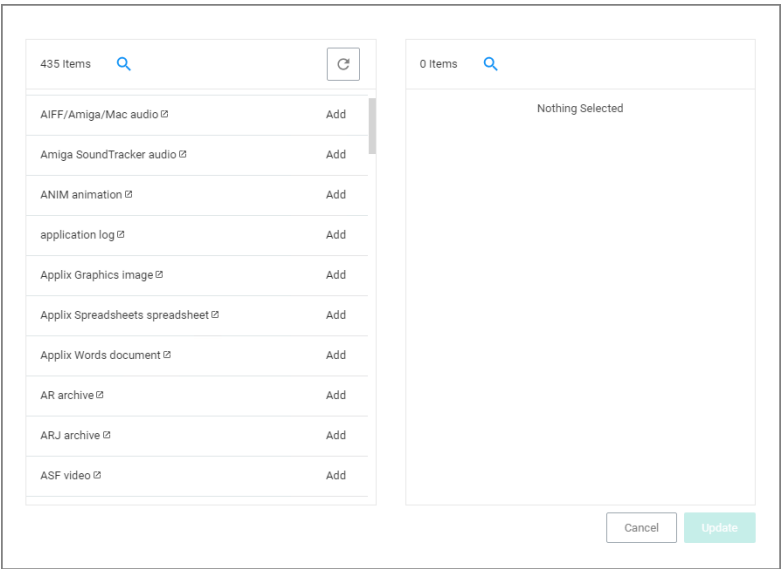 435 Items
0 Items
Nothing Selected
AIFF/Amiga/Mac audio Add
Amiga SoundTracker audio Add
ANIM animation Add
application log Add
Applix Graphics image Add
Applix Spreadsheets spreadsheet Add
Applix Words document Add
AR archive Add
ARJ archive Add
ASF video Add
Cancel
Update